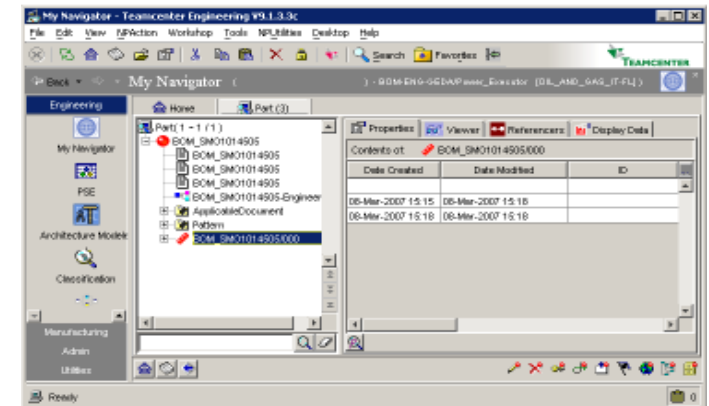 My Navigator - Teamcenter Engineering V9.1.3.3c
File Edit View NPAction Workshop Tools NPUtilities Desktop Help
Search Favorites
TEAMCENTER
Back My Navigator ( ) - BOM-ENG-GEDA/Power_Executor [OIL_AND_GAS_IT-FL] )
Engineering
My Navigator
PSE
Architecture Modele
Classification
Manufacturing
Admin
Utilities
Home Part (3)
Part(1 - 1 / 1)
BOM_SMO1014505
BOM_SMO1014505
BOM_SMO1014505
BOM_SMO1014505
BOM_SMO1014505-Engineer
ApplicableDocument
Pattern
BOM_SMO1014505/000
Properties Viewer Referencers Display Data
Contents of: BOM_SMO1014505/000
Date Created Date Modified ID
08-Mar-2007 15:15 08-Mar-2007 15:18
08-Mar-2007 15:18 08-Mar-2007 15:18
Ready
0